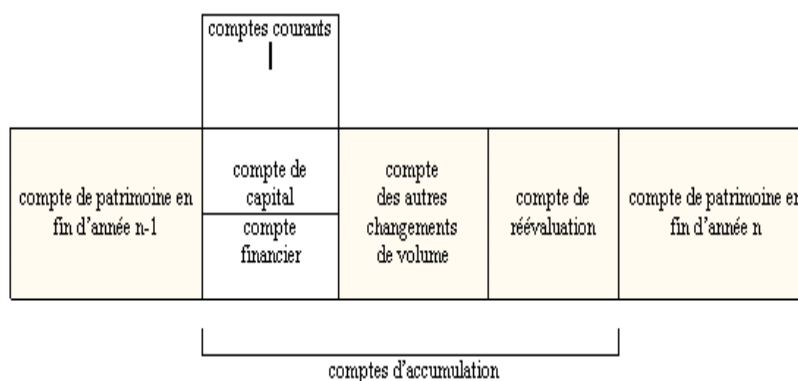 comptes courants
compte de patrimoine en
fin d'année n-1
compte de
capital
compte
financier
compte
des autres
changements
de volume
compte de
réévaluation
compte de patrimoine en
fin d'année n
comptes d'accumulation